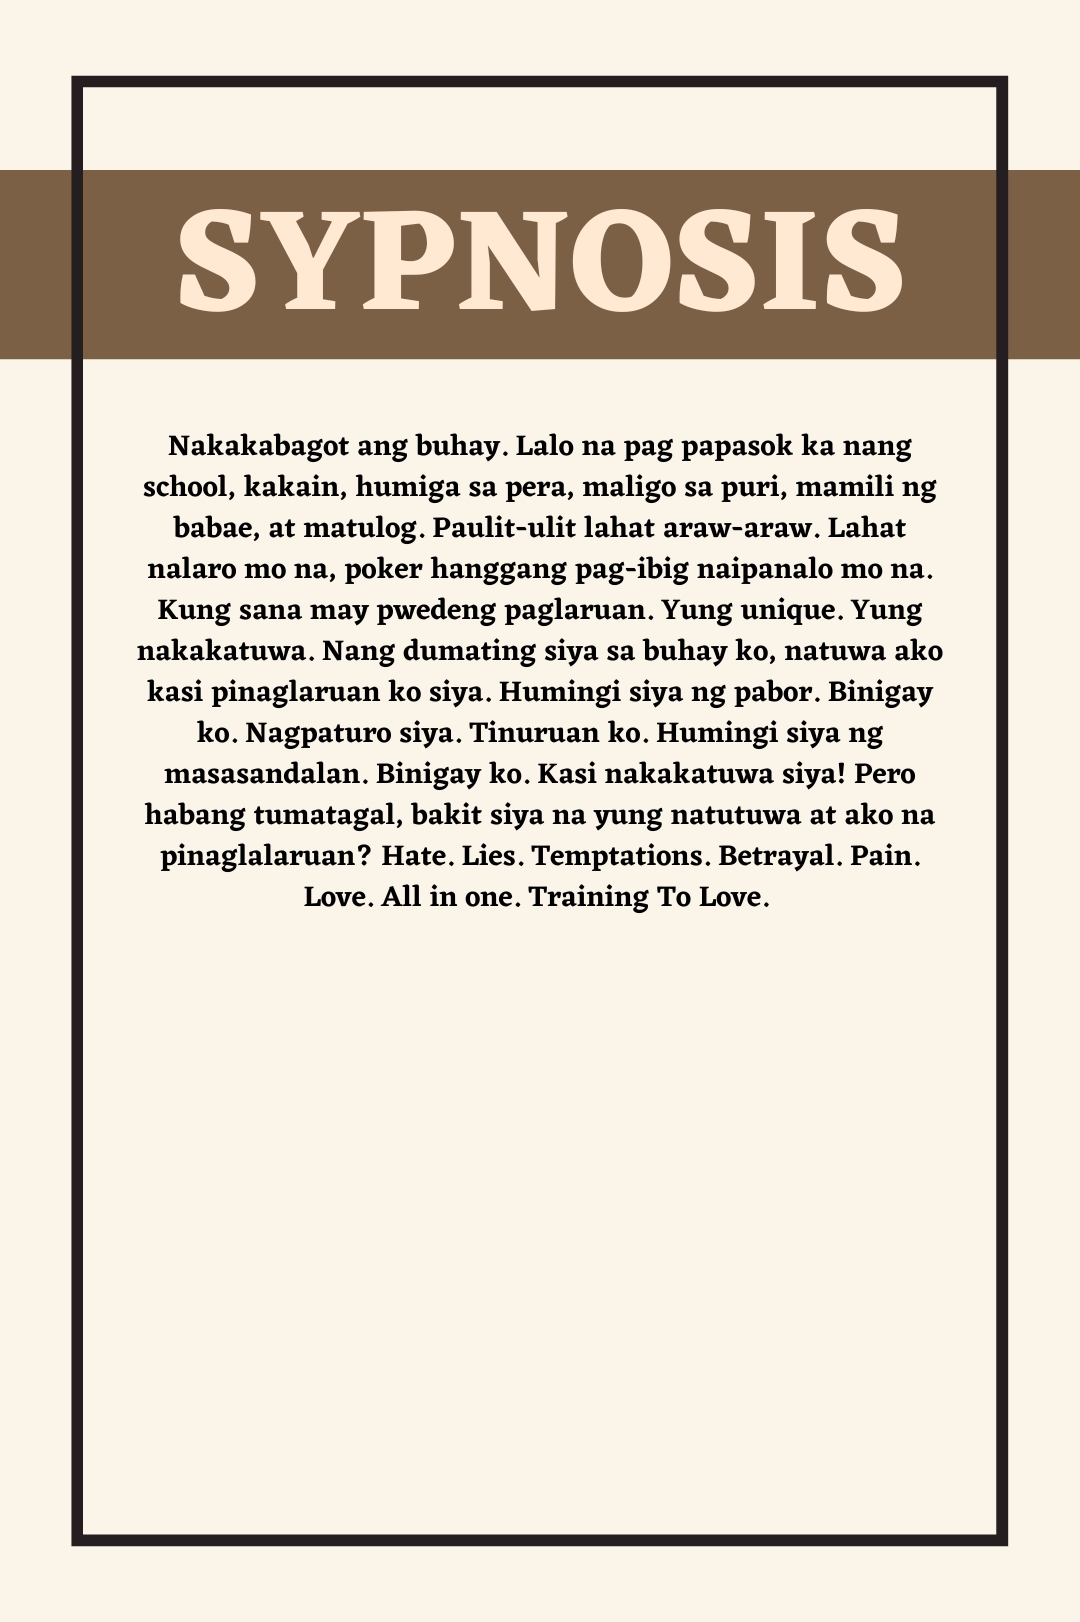 SYPNOSIS
Nakakabagot ang buhay. Lalo na pag papasok ka nang
school, kakain, humiga sa pera, maligo sa puri, mamili ng
babae, at matulog. Paulit-ulit lahat araw-araw. Lahat
nalaro mo na, poker hanggang pag-ibig naipanalo mo na.
Kung sana may pwedeng paglaruan. Yung unique. Yung
nakakatuwa. Nang dumating siya sa buhay ko, natuwa ako
kasi pinaglaruan ko siya. Humingi siya ng pabor. Binigay
ko. Nagpaturo siya. Tinuruan ko. Humingi siya ng
masasandalan. Binigay ko. Kasi nakakatuwa siya! Pero
habang tumatagal, bakit siya na yung natutuwa at ako na
pinaglalaruan? Hate. Lies. Temptations. Betrayal. Pain.
Love. All in one. Training To Love.